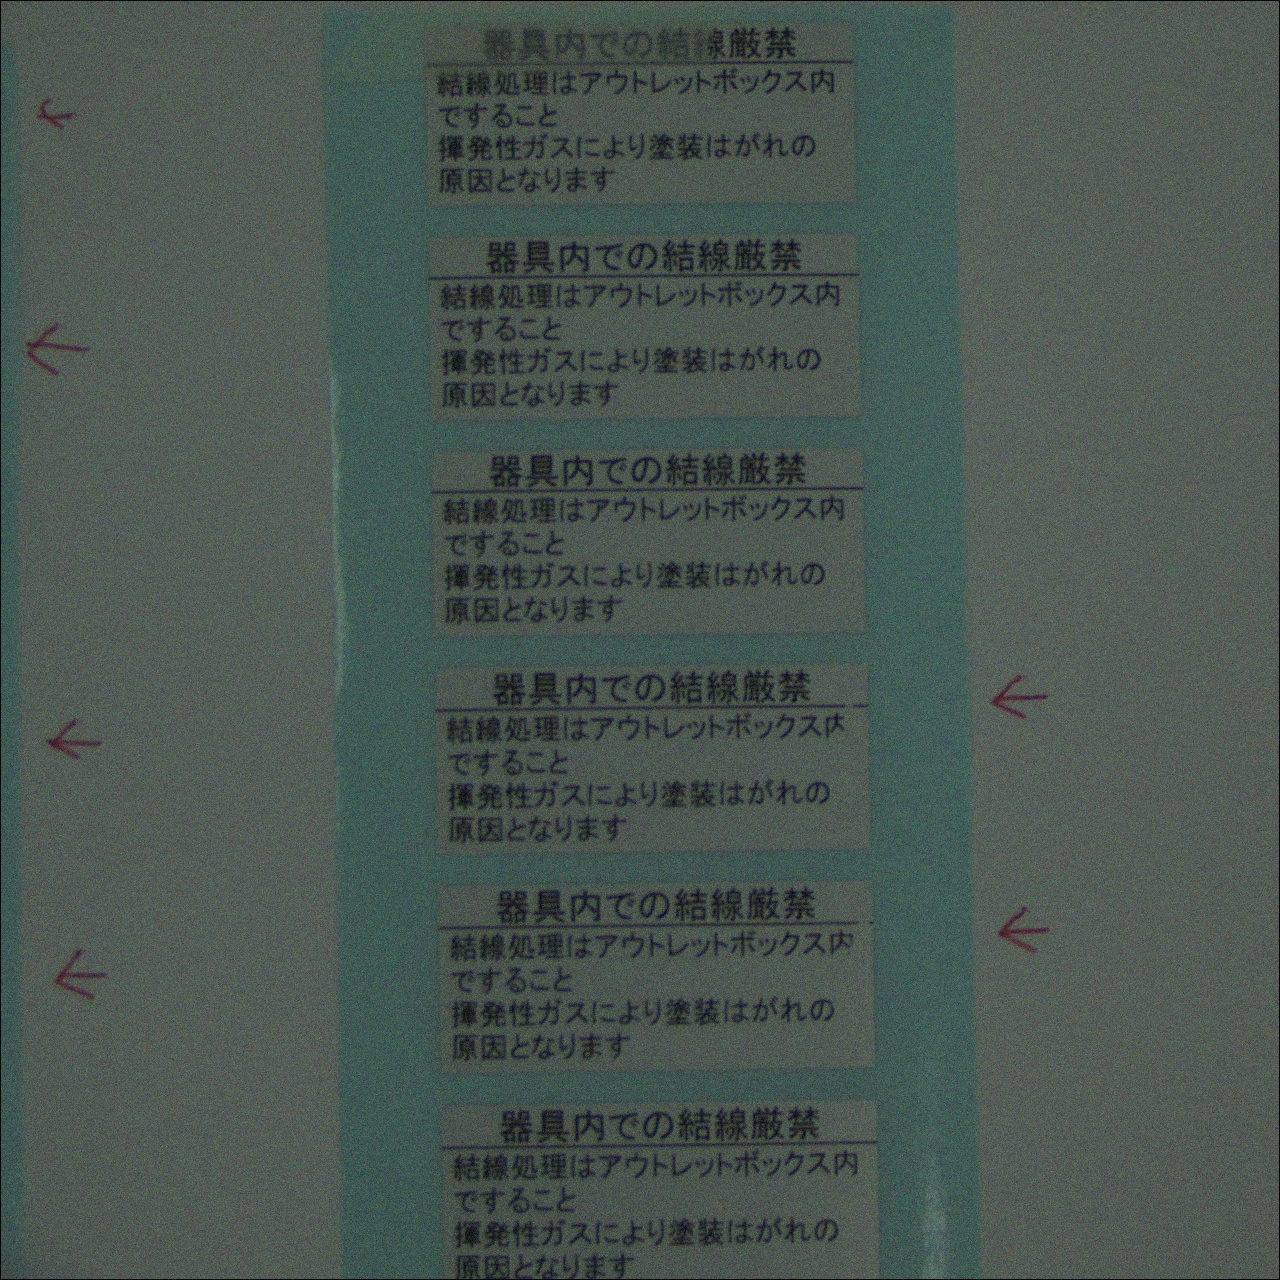 器具内での結線厳禁
結線処理はアウトレットボックス内
ですること
揮発性ガスにより塗装はがれの
原因となります
器具内での結線厳禁
結線処理はアウトレットボックス内
ですること
揮発性ガスにより塗装はがれの
原因となります
器具内での結線厳禁
結線処理はアウトレットボックス内
ですること
揮発性ガスにより塗装はがれの
原因となります
器具内での結線厳禁
結線処理はアウトレットボックス内
ですること
揮発性ガスにより塗装はがれの
原因となります
器具内での結線厳禁
結線処理はアウトレットボックス内
ですること
揮発性ガスにより塗装はがれの
原因となります
器具内での結線厳禁
結線処理はアウトレットボックス内
ですること
揮発性ガスにより塗装はがれの
原因となります